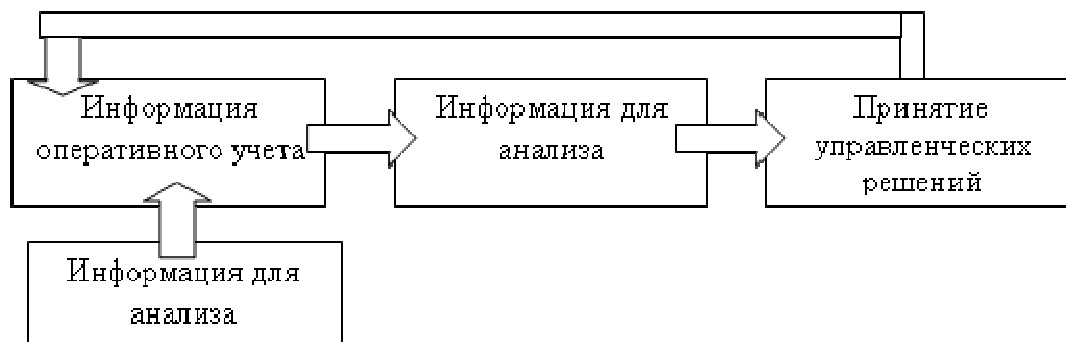 Информация
оперативного учета
Информация для
анализа
Принятие
управленческих
решений
Информация для
анализа